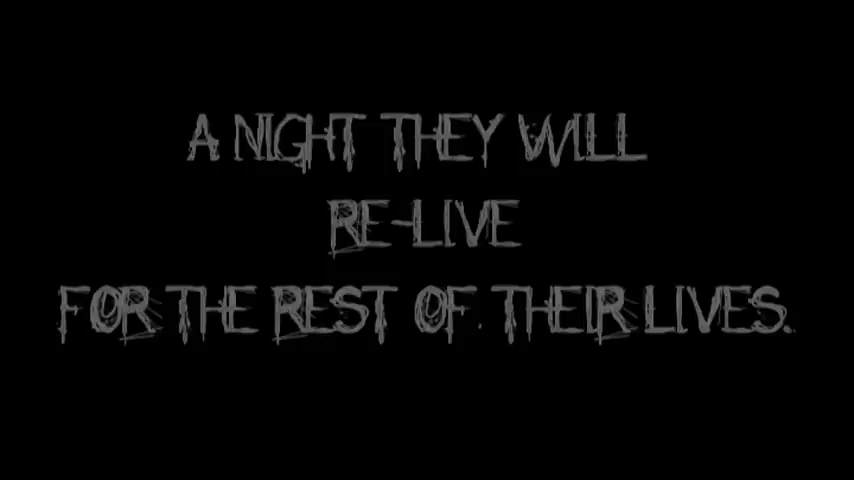 A NIGHT THEY WILL
RE-LIVE
FOR THE REST OF THEIR LIVES.